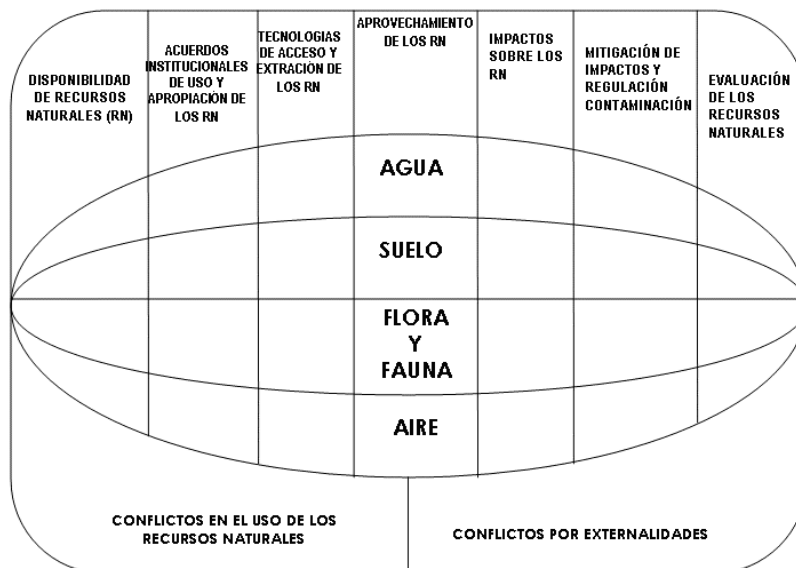 DISPONIBILIDAD
DE RECURSOS
NATURALES (RN)
ACUERDOS
INSTITUCIONALES
DE USO Y
APROPIACIÓN DE
LOS RN
TECNOLOGIAS
DE ACCESO Y
EXTRACIÓN DE
LOS RN
APROVECHAMIENTO
DE LOS RN
IMPACTOS
SOBRE LOS
RN
MITIGACIÓN DE
IMPACTOS Y
REGULACIÓN
CONTAMINACIÓN
EVALUACIÓN
DE LOS
RECURSOS
NATURALES
AGUA
SUELO
FLORA
Y
FAUNA
AIRE
CONFLICTOS EN EL USO DE LOS
RECURSOS NATURALES
CONFLICTOS POR EXTERNALIDADES